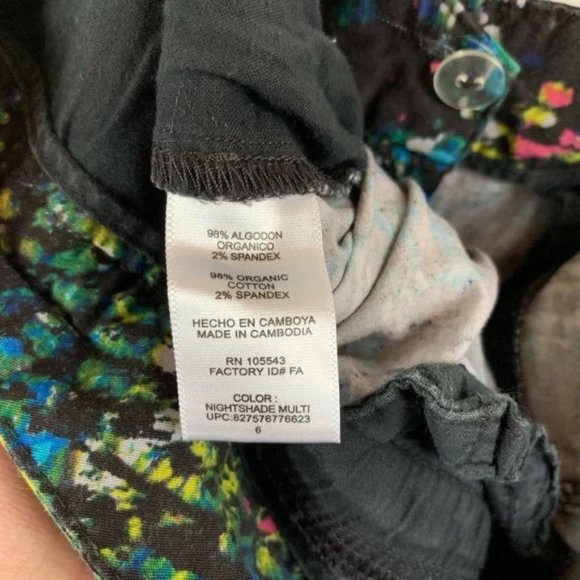 98% ALGODON
ORGANICO
2% SPANDEX
98% ORGANIC
COTTON
2% SPANDEX
HECHO EN CAMBOYA
MADE IN CAMBODIA
RN 105543
FACTORY ID# FA
COLOR :
NIGHTSHADE MULTI
UPC:827576776623
6